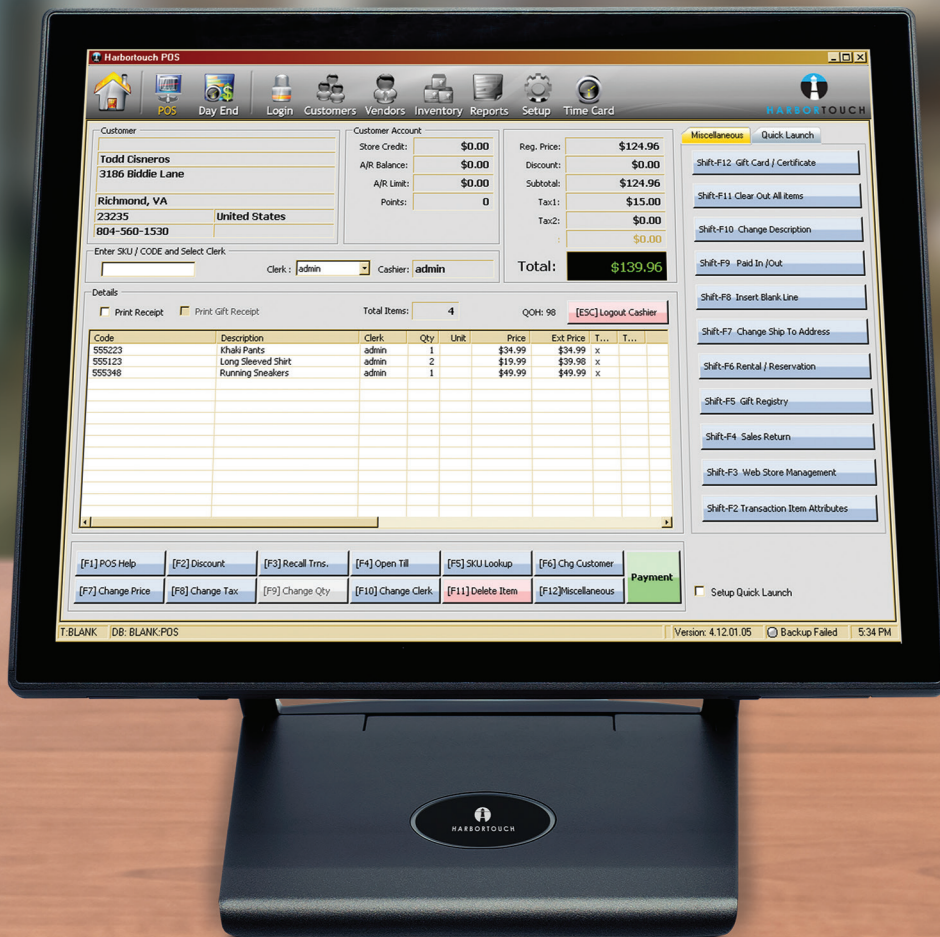 Harbortouch POS
POS Day End Login Customers Vendors Inventory Reports Setup Time Card
HARBORTOUCH
Customer
Todd Cisneros
3186 Biddie Lane
Richmond, VA
23235 United States
804-560-1530
Customer Account
Store Credit: $0.00
A/R Balance: $0.00
A/R Limit: $0.00
Points: 0
Reg. Price: $124.96
Discount: $0.00
Subtotal: $124.96
Tax1: $15.00
Tax2: $0.00
: $0.00
Total: $139.96
Enter SKU / CODE and Select Clerk
Clerk : admin Cashier: admin
Details
Print Receipt Print Gift Receipt Total Items: 4 QOH: 98 [ESC] Logout Cashier
Code Description Clerk Qty Unit Price Ext Price T... T...
555223 Khaki Pants admin 1 $34.99 $34.99 x
555123 Long Sleeved Shirt admin 2 $19.99 $39.98 x
555348 Running Sneakers admin 1 $49.99 $49.99 x
Miscellaneous Quick Launch
Shift-F12 Gift Card / Certificate
Shift-F11 Clear Out All items
Shift-F10 Change Description
Shift-F9 Paid In /Out
Shift-F8 Insert Blank Line
Shift-F7 Change Ship To Address
Shift-F6 Rental / Reservation
Shift-F5 Gift Registry
Shift-F4 Sales Return
Shift-F3 Web Store Management
Shift-F2 Transaction Item Attributes
[F1] POS Help [F2] Discount [F3] Recall Trns. [F4] Open Till [F5] SKU Lookup [F6] Chg Customer
[F7] Change Price [F8] Change Tax [F9] Change Qty [F10] Change Clerk [F11] Delete Item [F12]Miscellaneous
Payment
Setup Quick Launch
T:BLANK DB: BLANK:POS Version: 4.12.01.05 Backup Failed 5:34 PM
HARBORTOUCH